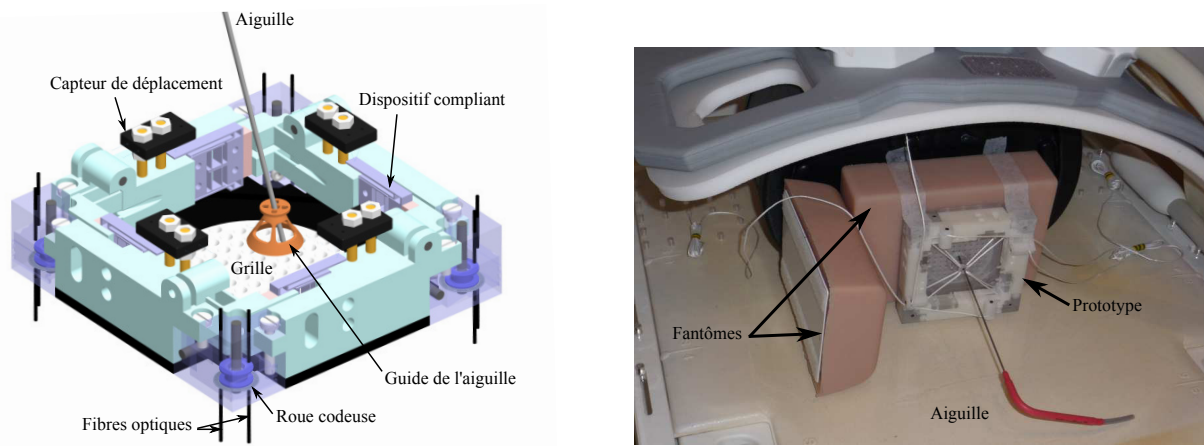 Aiguille
Capteur de déplacement
Dispositif compliant
Grille
Guide de l'aiguille
Roue codeuse
Fibres optiques
Fantômes
Prototype
Aiguille